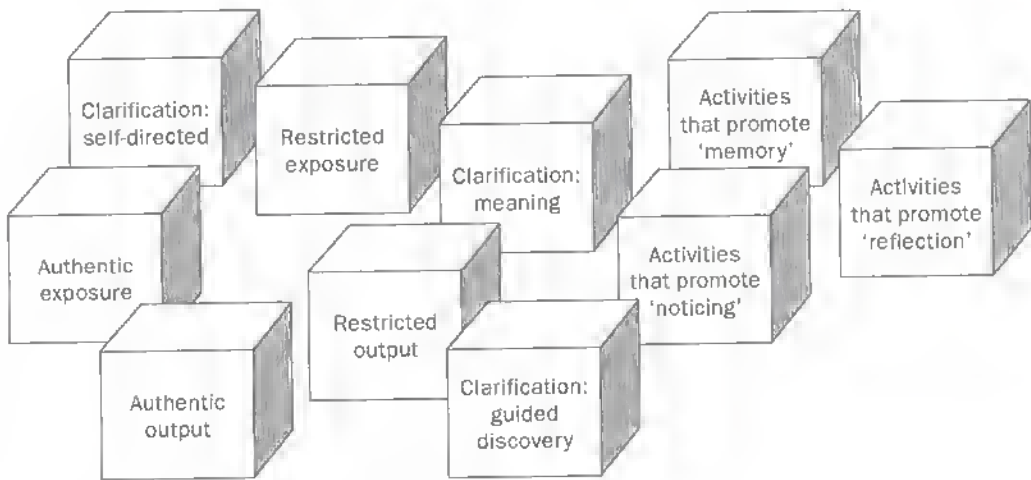 Clarification:
self-directed
Restricted
exposure
Clarification:
meaning
Activities
that promote
'memory'
Activities
that promote
'reflection'
Authentic
exposure
Restricted
output
Activities
that promote
'noticing'
Authentic
output
Clarification:
guided
discovery